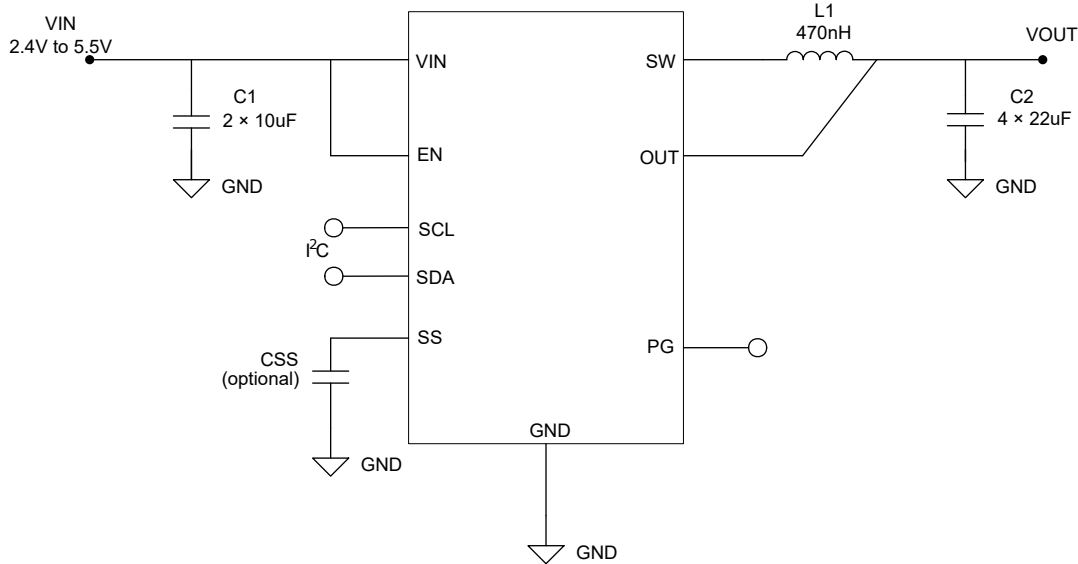 VIN
2.4V to 5.5V
C1
2 × 10uF
GND
VIN
EN
SCL
I²C
SDA
SS
CSS
(optional)
GND
GND
GND
SW
OUT
PG
L1
470nH
VOUT
C2
4 × 22uF
GND